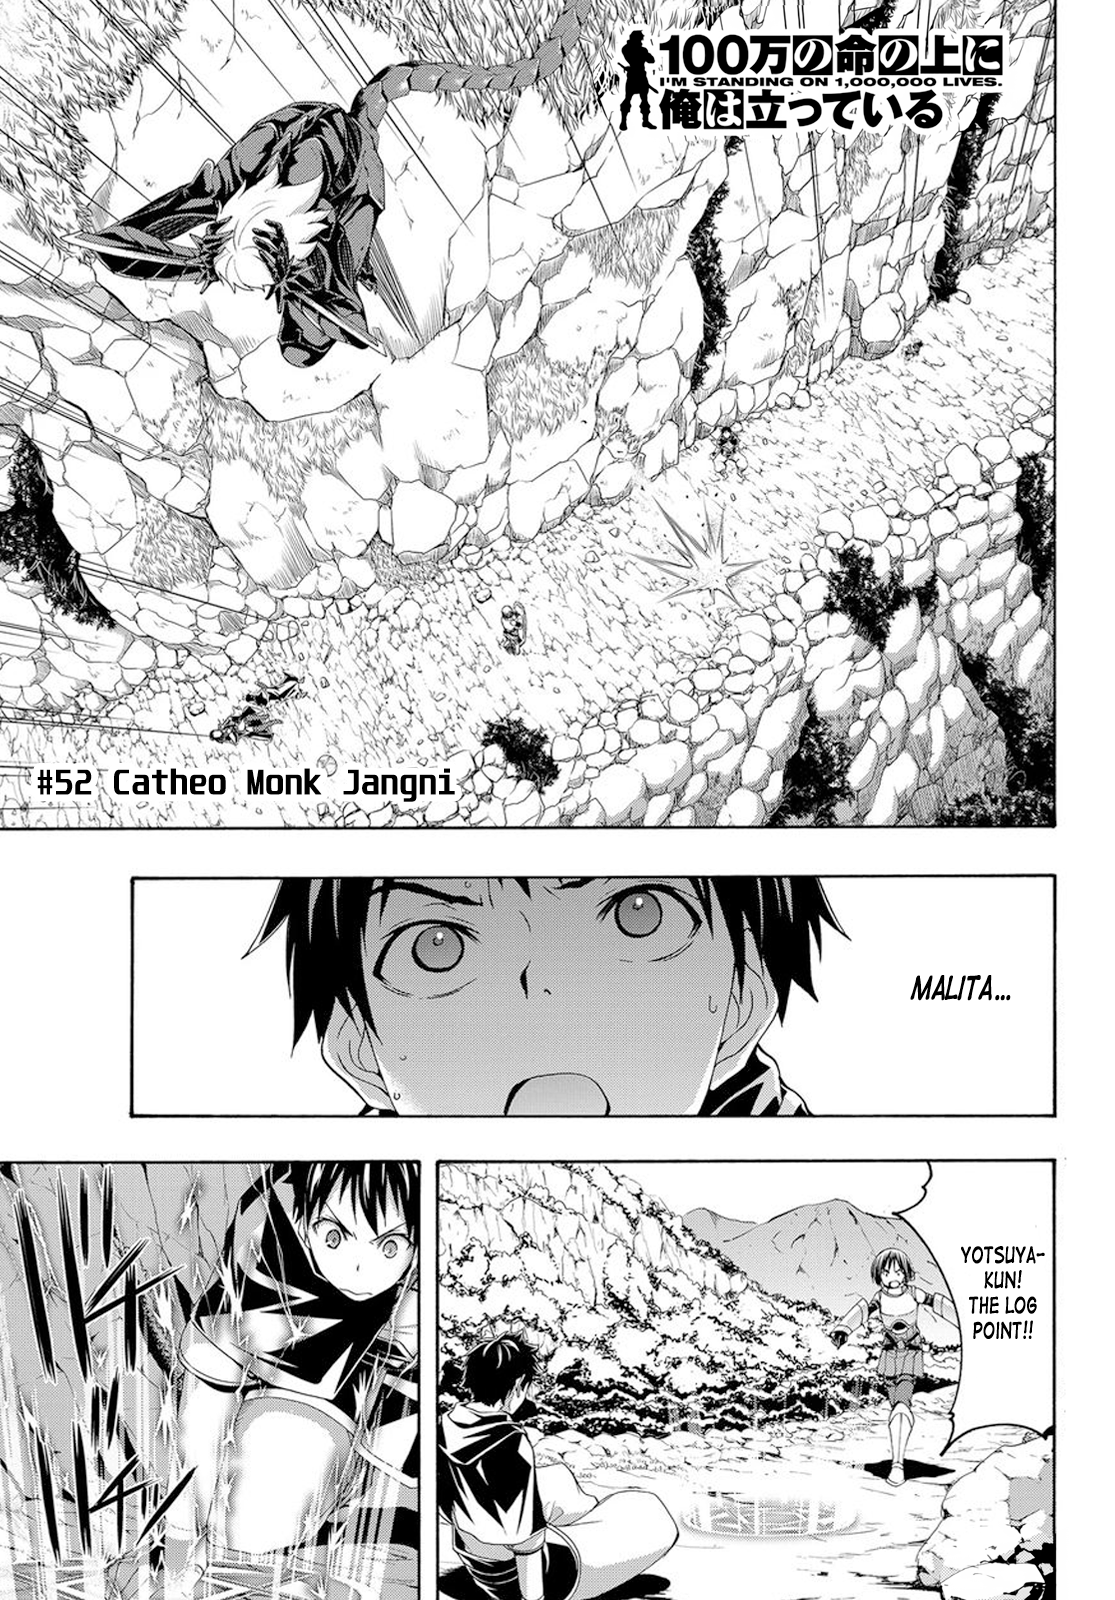 100万の命の上に
I'M STANDING ON 1,000,000 LIVES.
俺は立っている
#52 Catheo Monk Jangni
MALITA...
YOTSUYA-
KUN!
THE LOG
POINT!!